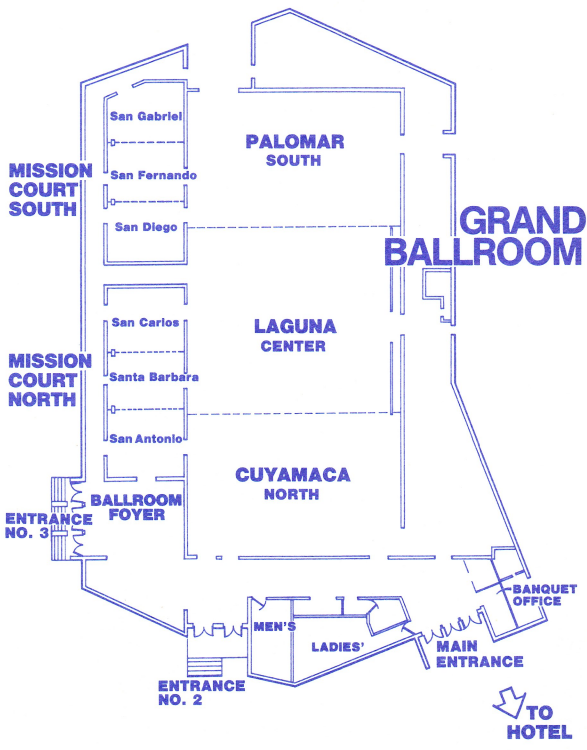 San Gabriel
PALOMAR
SOUTH
MISSION
COURT
SOUTH
San Fernando
San Diego
GRAND
BALLROOM
San Carlos
LAGUNA
CENTER
MISSION
COURT
NORTH
Santa Barbara
San Antonio
CUYAMACA
NORTH
BALLROOM
FOYER
ENTRANCE
NO. 3
BANQUET
OFFICE
MEN'S
LADIES'
MAIN
ENTRANCE
ENTRANCE
NO. 2
TO
HOTEL